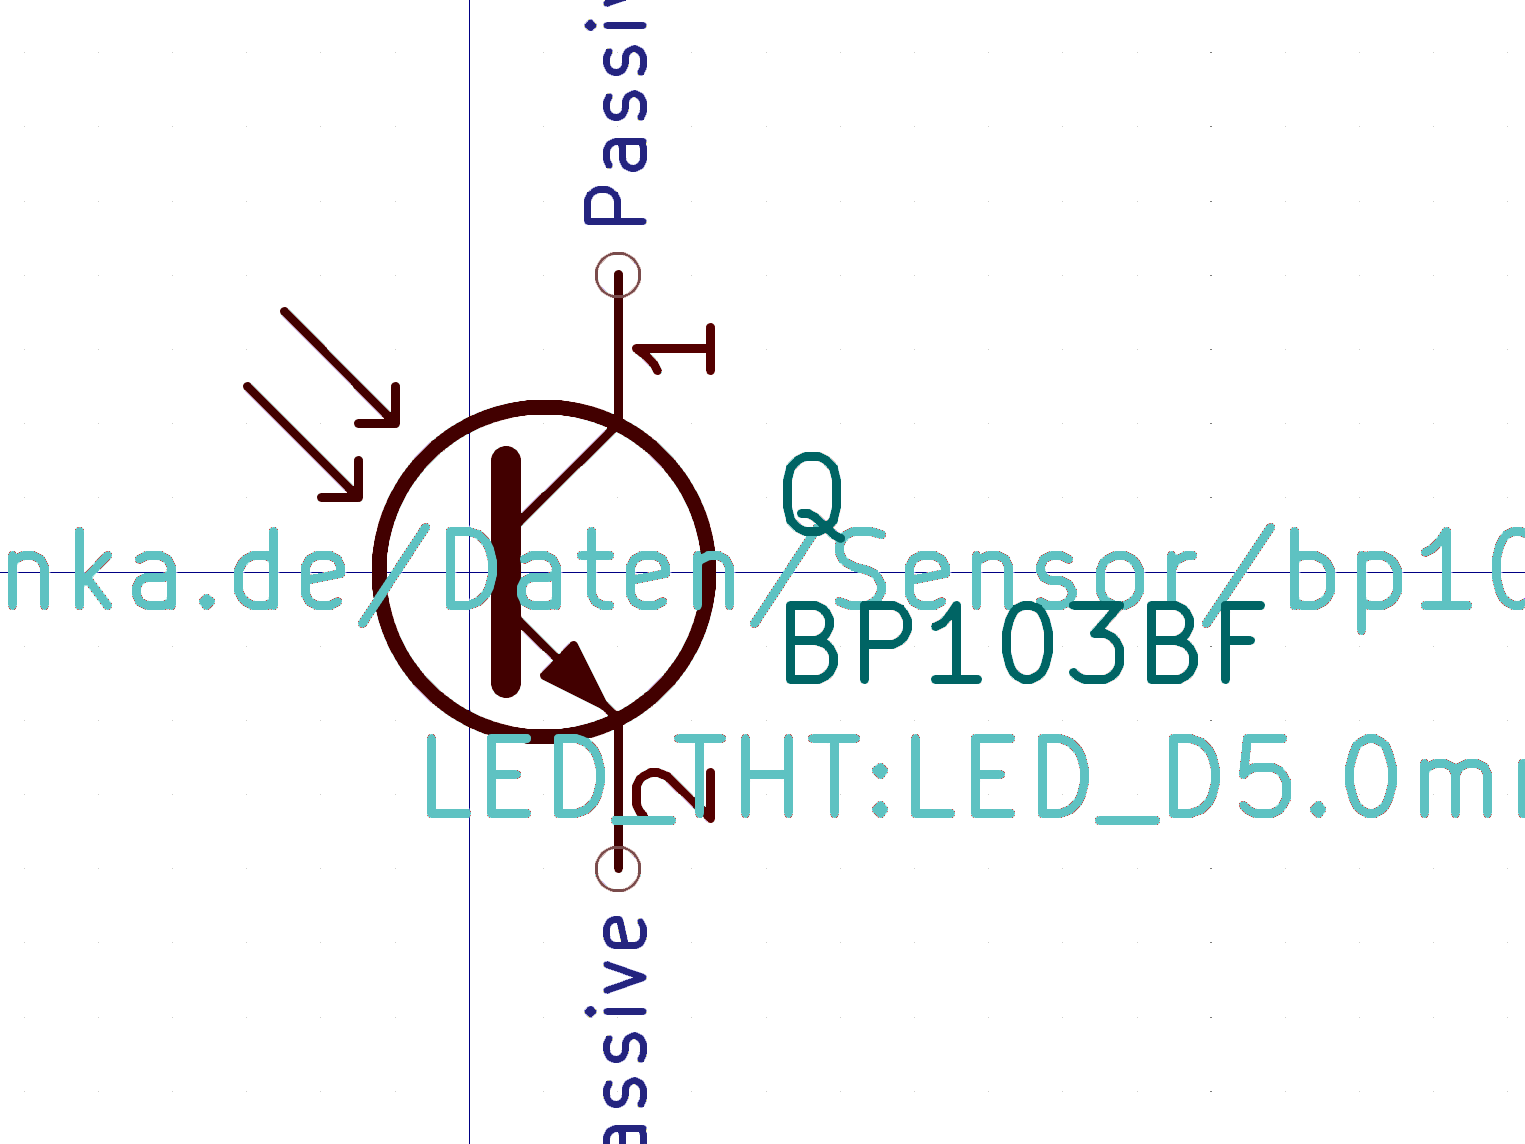 Passiv
1
Q
nka.de/Daten/Sensor/bp10
BP103BF
LED_THT:LED_D5.0m
2
assive